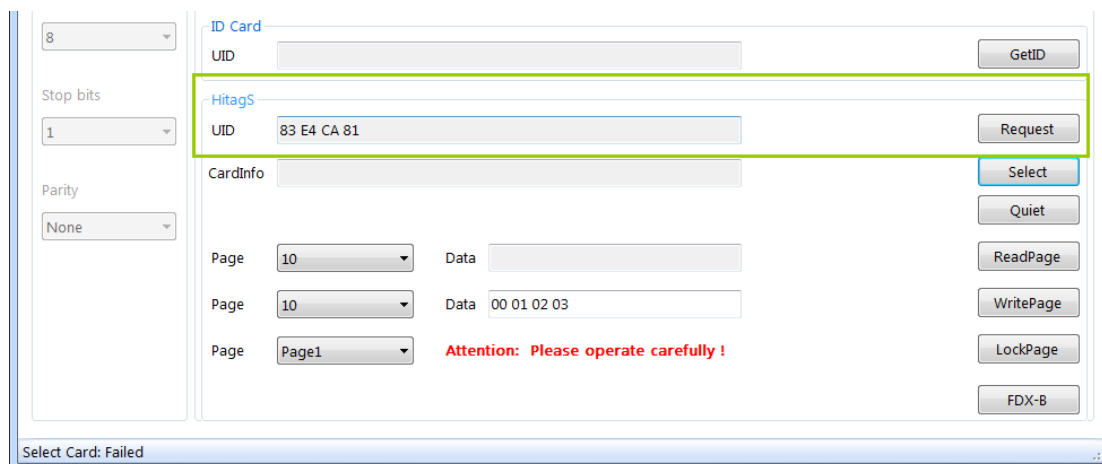 8
Stop bits
1
Parity
None
ID Card
UID GetID
HitagS
UID 83 E4 CA 81 Request
CardInfo Select
Quiet
Page 10 Data ReadPage
Page 10 Data 00 01 02 03 WritePage
Page Page1 Attention: Please operate carefully ! LockPage
FDX-B
Select Card: Failed